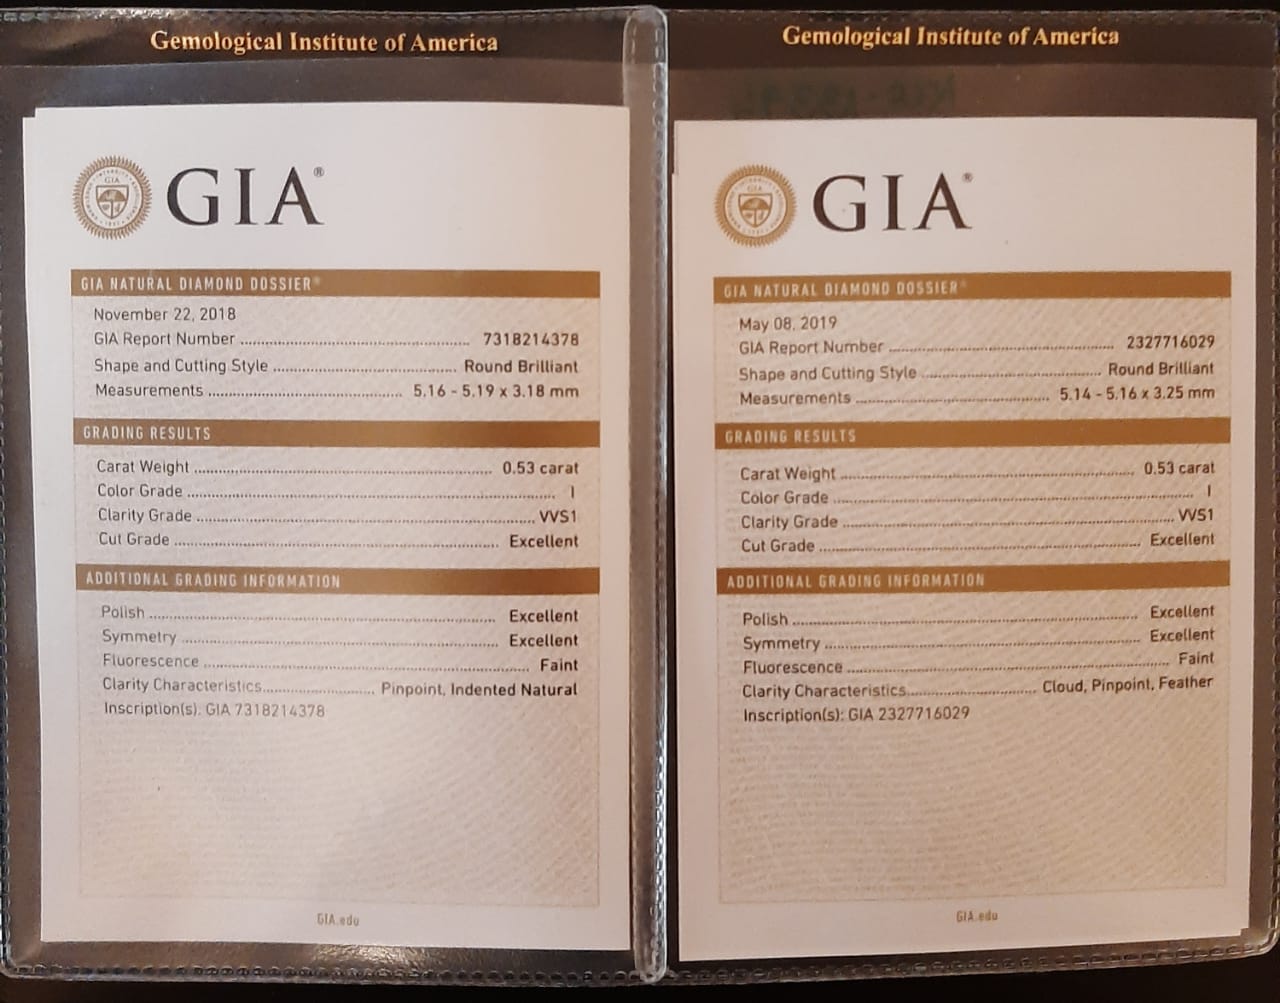 Gemological Institute of America
GIA®
GIA NATURAL DIAMOND DOSSIER®
November 22, 2018
GIA Report Number 7318214378
Shape and Cutting Style Round Brilliant
Measurements 5.16 - 5.19 x 3.18 mm
GRADING RESULTS
Carat Weight 0.53 carat
Color Grade I
Clarity Grade VVS1
Cut Grade Excellent
ADDITIONAL GRADING INFORMATION
Polish Excellent
Symmetry Excellent
Fluorescence Faint
Clarity Characteristics Pinpoint, Indented Natural
Inscription(s): GIA 7318214378
GIA.edu
Gemological Institute of America
GIA®
GIA NATURAL DIAMOND DOSSIER®
May 08, 2019
GIA Report Number 2327716029
Shape and Cutting Style Round Brilliant
Measurements 5.14 - 5.16 x 3.25 mm
GRADING RESULTS
Carat Weight 0.53 carat
Color Grade I
Clarity Grade VVS1
Cut Grade Excellent
ADDITIONAL GRADING INFORMATION
Polish Excellent
Symmetry Excellent
Fluorescence Faint
Clarity Characteristics Cloud, Pinpoint, Feather
Inscription(s): GIA 2327716029
GIA.edu